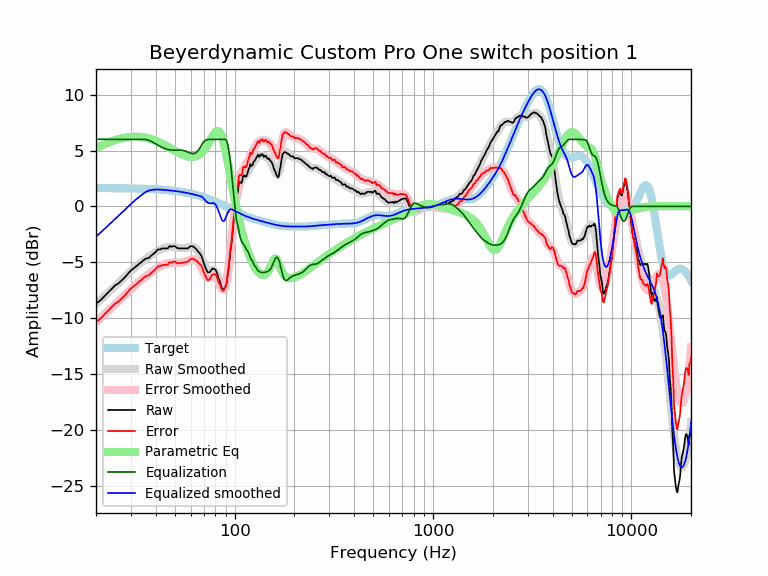 Beyerdynamic Custom Pro One switch position 1
Amplitude (dBr)
10
5
0
−5
−10
−15
−20
−25
Target
Raw Smoothed
Error Smoothed
Raw
Error
Parametric Eq
Equalization
Equalized smoothed
100
1000
10000
Frequency (Hz)